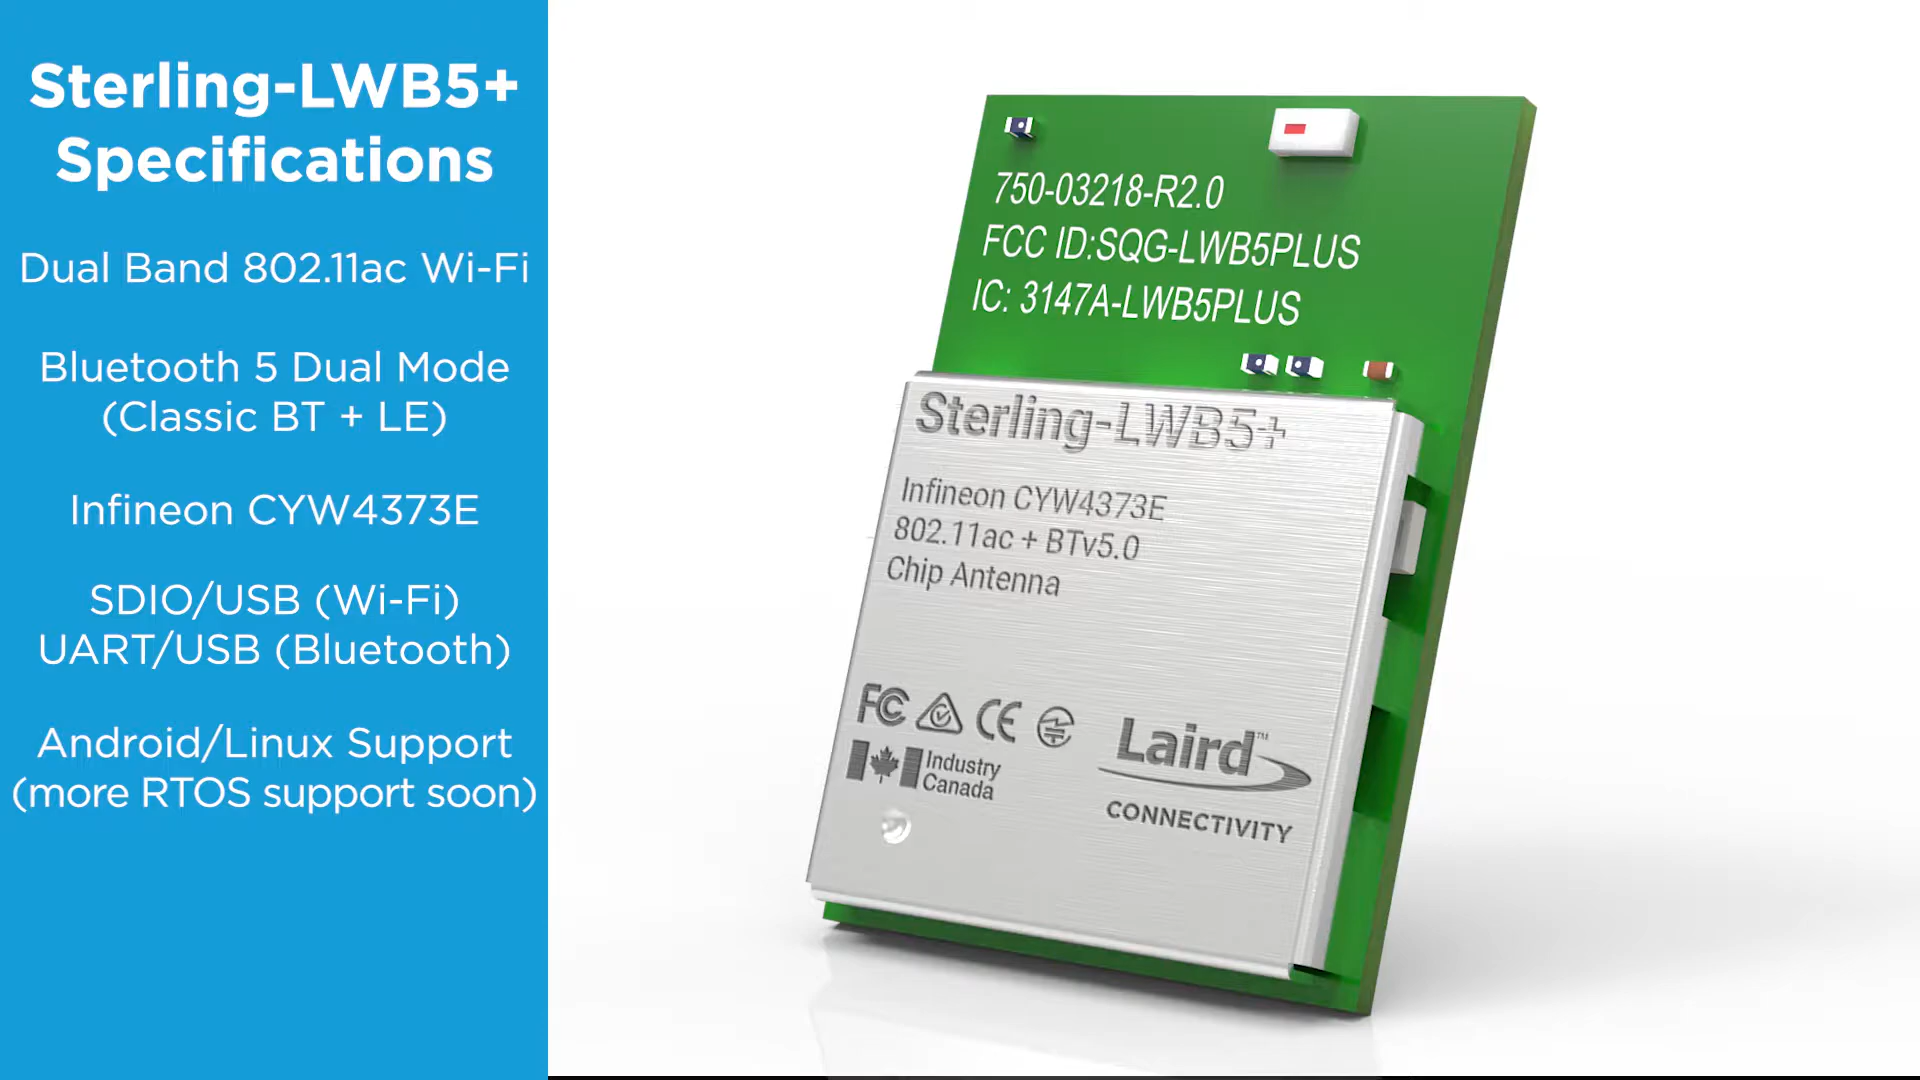 Sterling-LWB5+
Specifications
Dual Band 802.11ac Wi-Fi
Bluetooth 5 Dual Mode
(Classic BT + LE)
Infineon CYW4373E
SDIO/USB (Wi-Fi)
UART/USB (Bluetooth)
Android/Linux Support
(more RTOS support soon)
750-03218-R2.0
FCC ID:SQG-LWB5PLUS
IC: 3147A-LWB5PLUS
Sterling-LWB5+
Infineon CYW4373E
802.11ac + BTv5.0
Chip Antenna
FC CE
Industry
Canada
Laird™
CONNECTIVITY